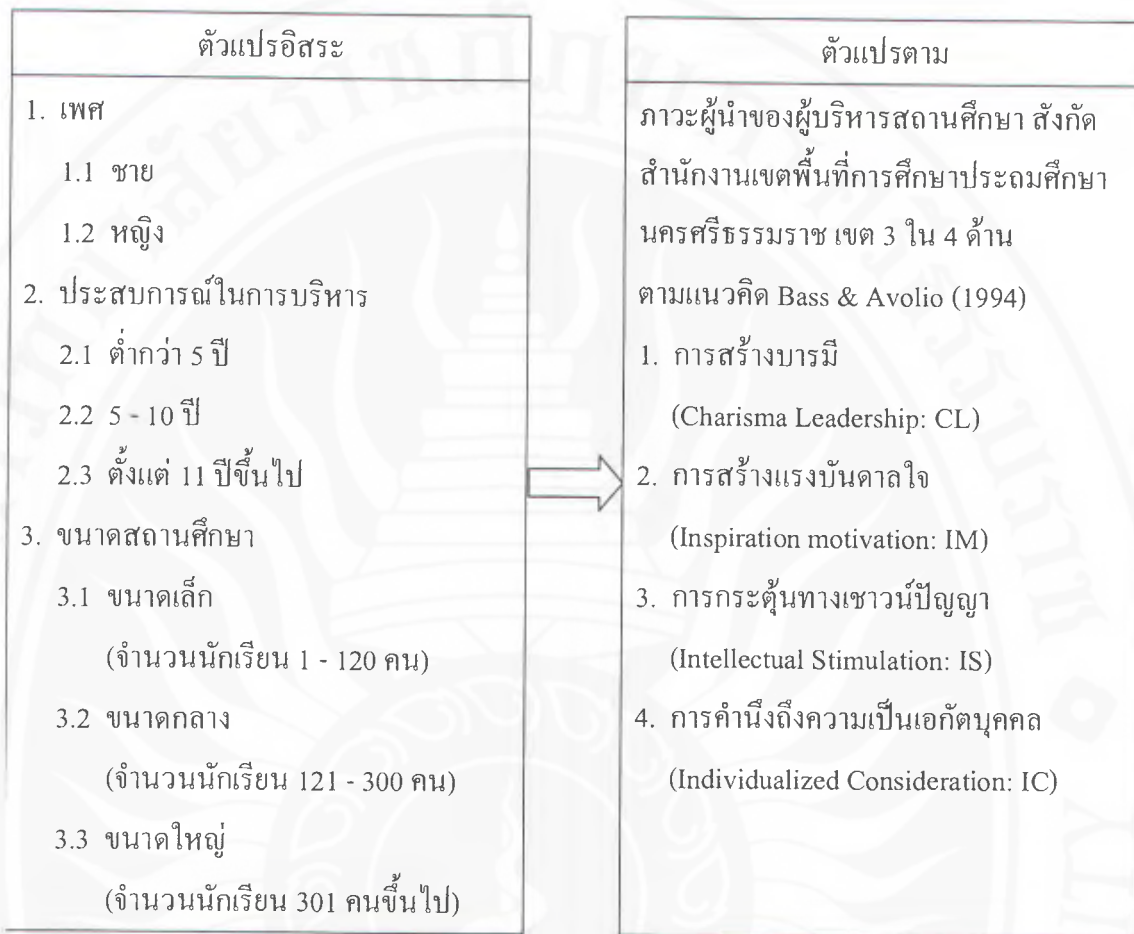 ตัวแปรอิสระ
1. เพศ
1.1 ชาย
1.2 หญิง
2. ประสบการณ์ในการบริหาร
2.1 ต่ำกว่า 5 ปี
2.2 5 - 10 ปี
2.3 ตั้งแต่ 11 ปีขึ้นไป
3. ขนาดสถานศึกษา
3.1 ขนาดเล็ก
(จำนวนนักเรียน 1 - 120 คน)
3.2 ขนาดกลาง
(จำนวนนักเรียน 121 - 300 คน)
3.3 ขนาดใหญ่
(จำนวนนักเรียน 301 คนขึ้นไป)
ตัวแปรตาม
ภาวะผู้นำของผู้บริหารสถานศึกษา สังกัด
สำนักงานเขตพื้นที่การศึกษาประถมศึกษา
นครศรีธรรมราช เขต 3 ใน 4 ด้าน
ตามแนวคิด Bass & Avolio (1994)
1. การสร้างบารมี
(Charisma Leadership: CL)
2. การสร้างแรงบันดาลใจ
(Inspiration motivation: IM)
3. การกระตุ้นทางเชาวน์ปัญญา
(Intellectual Stimulation: IS)
4. การคำนึงถึงความเป็นเอกัตบุคคล
(Individualized Consideration: IC)